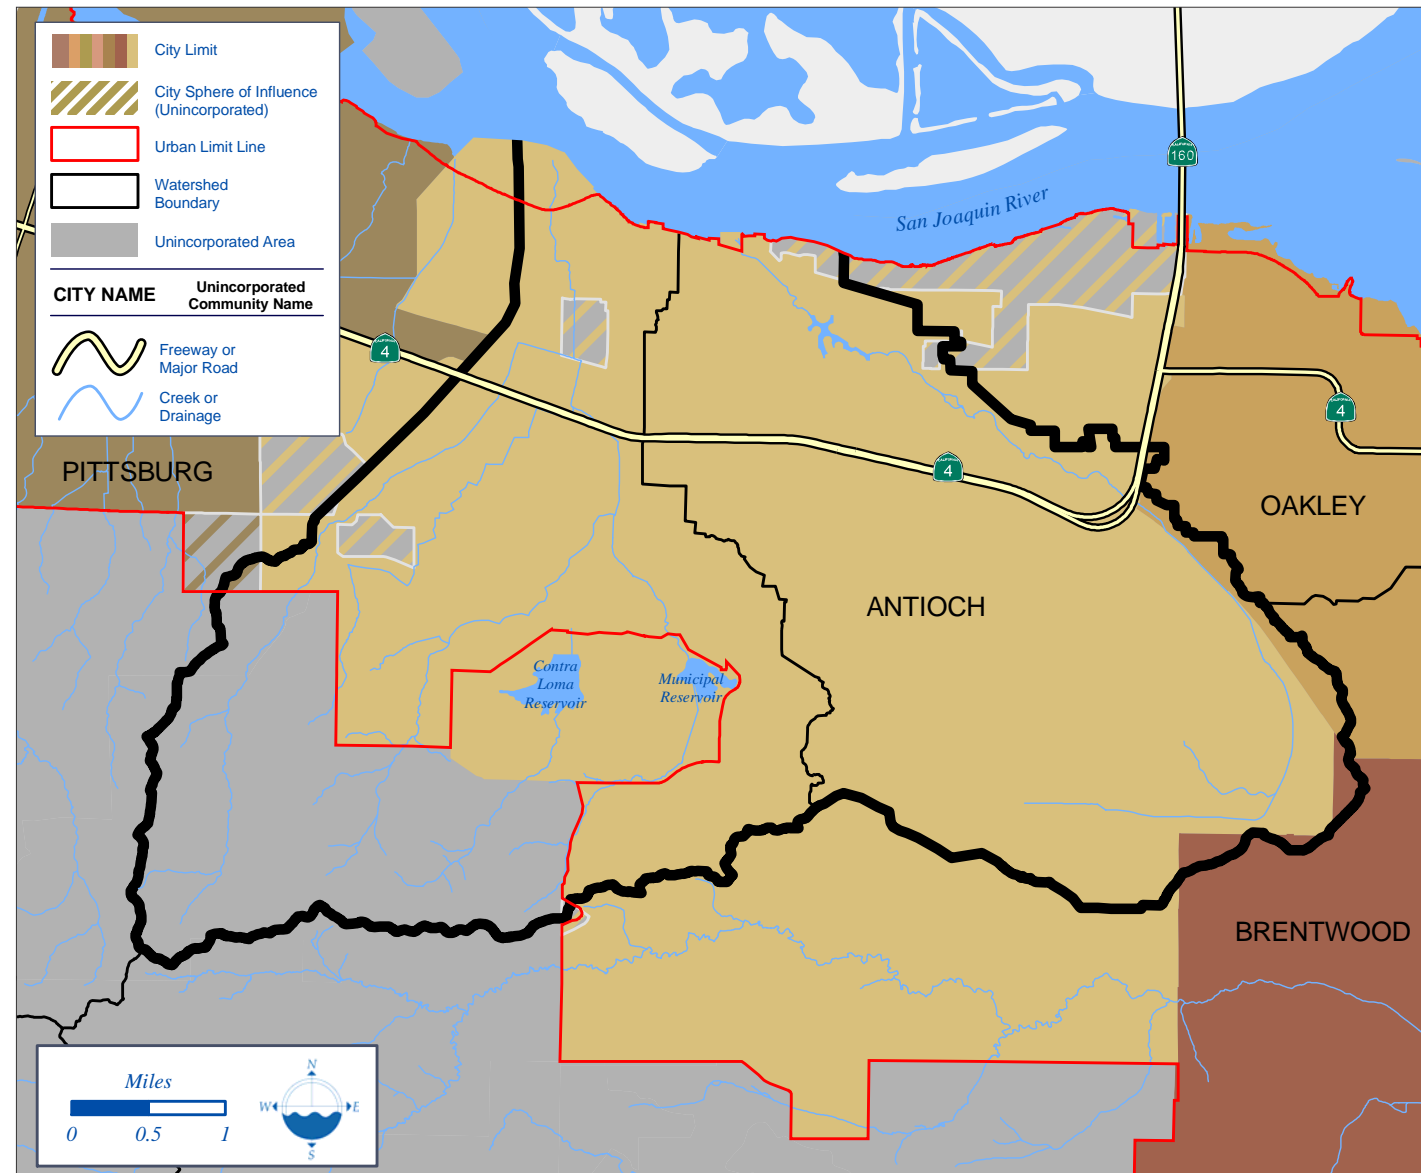 City Limit
City Sphere of Influence
(Unincorporated)
Urban Limit Line
Watershed
Boundary
Unincorporated Area
CITY NAME
Unincorporated
Community Name
Freeway or
Major Road
Creek or
Drainage
160
San Joaquin River
4
4
4
PITTSBURG
OAKLEY
ANTIOCH
Contra
Loma
Reservoir
Municipal
Reservoir
BRENTWOOD
Miles
0 0.5 1
N
W E
S